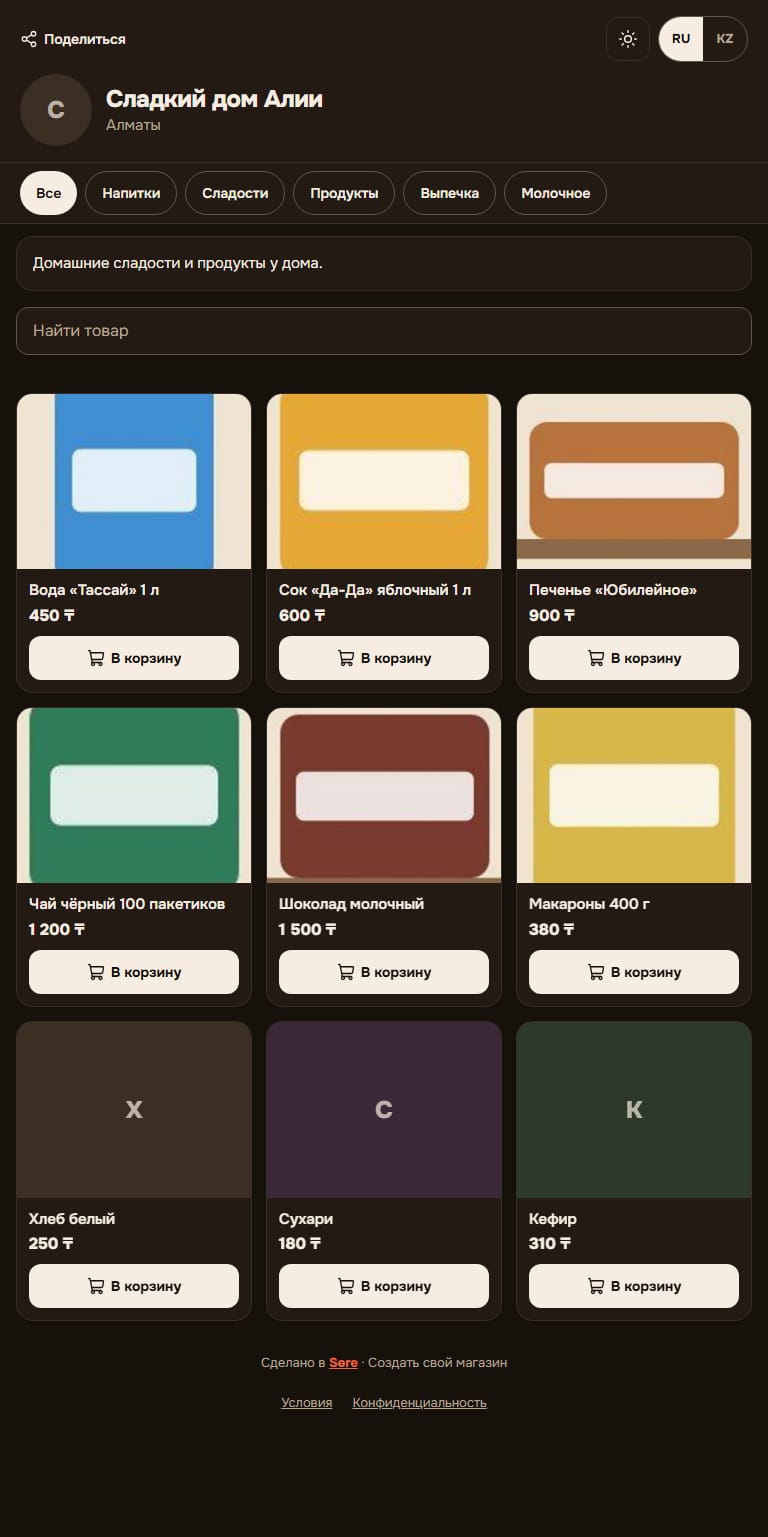 Поделиться
RU KZ
С
Сладкий дом Алии
Алматы
Все Напитки Сладости Продукты Выпечка Молочное
Домашние сладости и продукты у дома.
Найти товар
Вода «Тассай» 1 л
450 ₸
В корзину
Сок «Да-Да» яблочный 1 л
600 ₸
В корзину
Печенье «Юбилейное»
900 ₸
В корзину
Чай чёрный 100 пакетиков
1 200 ₸
В корзину
Шоколад молочный
1 500 ₸
В корзину
Макароны 400 г
380 ₸
В корзину
Х
Хлеб белый
250 ₸
В корзину
С
Сухари
180 ₸
В корзину
К
Кефир
310 ₸
В корзину
Сделано в Sere · Создать свой магазин
Условия Конфиденциальность